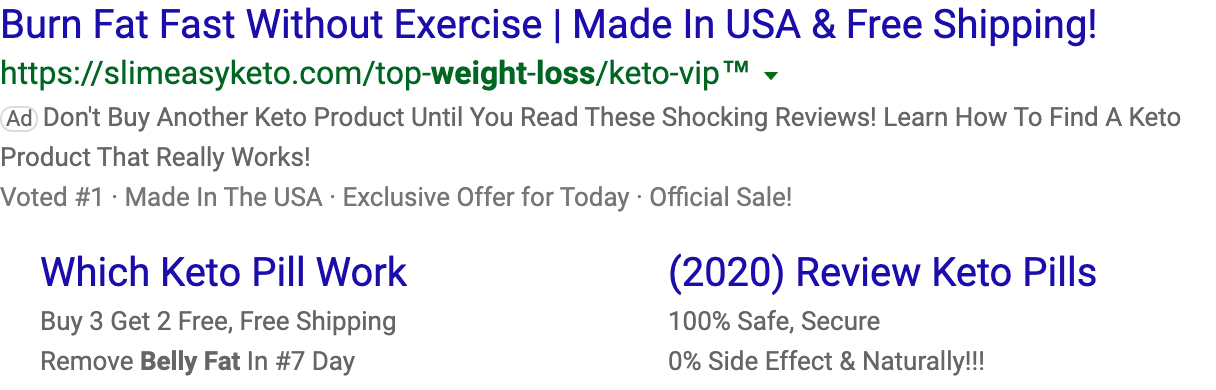 Burn Fat Fast Without Exercise | Made In USA & Free Shipping!
https://slimeasyketo.com/top-weight-loss/keto-vip™
Ad Don't Buy Another Keto Product Until You Read These Shocking Reviews! Learn How To Find A Keto
Product That Really Works!
Voted #1 · Made In The USA · Exclusive Offer for Today · Official Sale!
Which Keto Pill Work
Buy 3 Get 2 Free, Free Shipping
Remove Belly Fat In #7 Day
(2020) Review Keto Pills
100% Safe, Secure
0% Side Effect & Naturally!!!